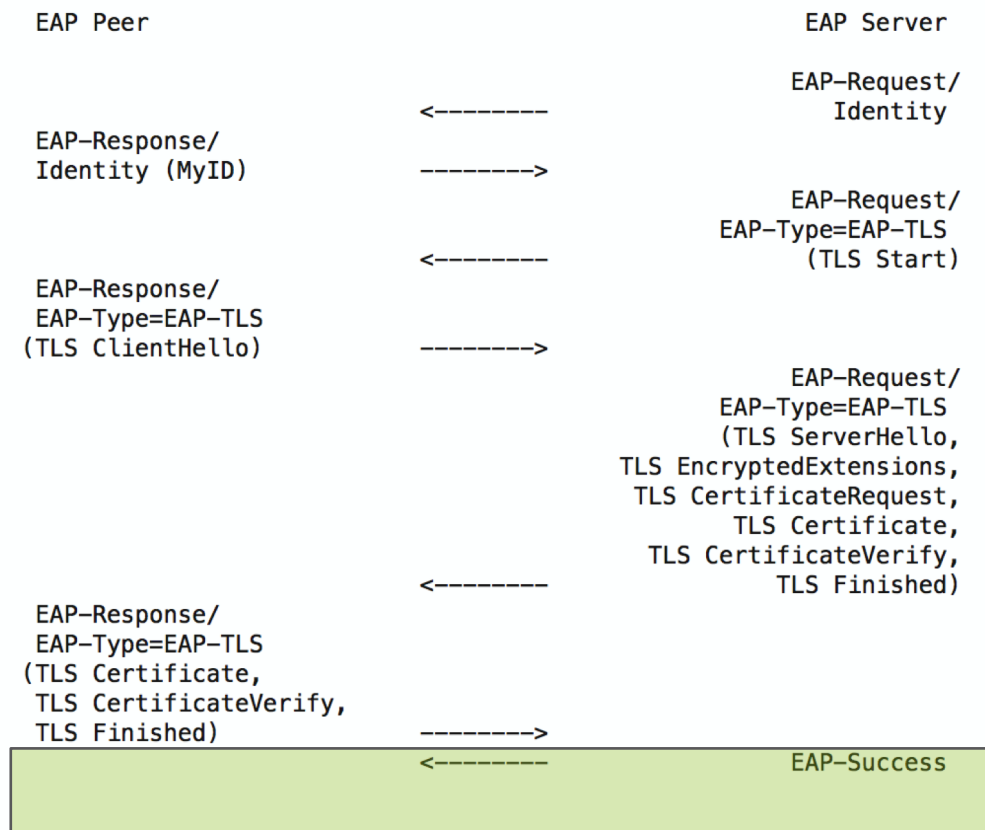 EAP Peer EAP Server
EAP-Request/
<-------- Identity
EAP-Response/
Identity (MyID) -------->
EAP-Request/
EAP-Type=EAP-TLS
<-------- (TLS Start)
EAP-Response/
EAP-Type=EAP-TLS
(TLS ClientHello) -------->
EAP-Request/
EAP-Type=EAP-TLS
(TLS ServerHello,
TLS EncryptedExtensions,
TLS CertificateRequest,
TLS Certificate,
TLS CertificateVerify,
<-------- TLS Finished)
EAP-Response/
EAP-Type=EAP-TLS
(TLS Certificate,
TLS CertificateVerify,
TLS Finished) -------->
<-------- EAP-Success